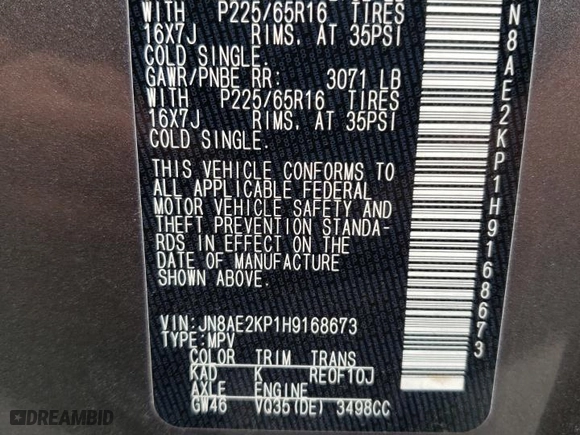 WITH P225/65R16 TIRES
16X7J RIMS, AT 35PSI
COLD SINGLE.
GAWR/PNBE RR: 3071 LB
WITH P225/65R16 TIRES
16X7J RIMS, AT 35PSI
COLD SINGLE.
THIS VEHICLE CONFORMS TO
ALL APPLICABLE FEDERAL
MOTOR VEHICLE SAFETY AND
THEFT PREVENTION STANDA-
RDS IN EFFECT ON THE
DATE OF MANUFACTURE
SHOWN ABOVE.
VIN:JN8AE2KP1H9168673
TYPE:MPV
COLOR TRIM TRANS
KAD K RE0F10J
AXLE ENGINE
GW46 VQ35(DE) 3498CC
N8AE2KP1H9168673
DREAMBID